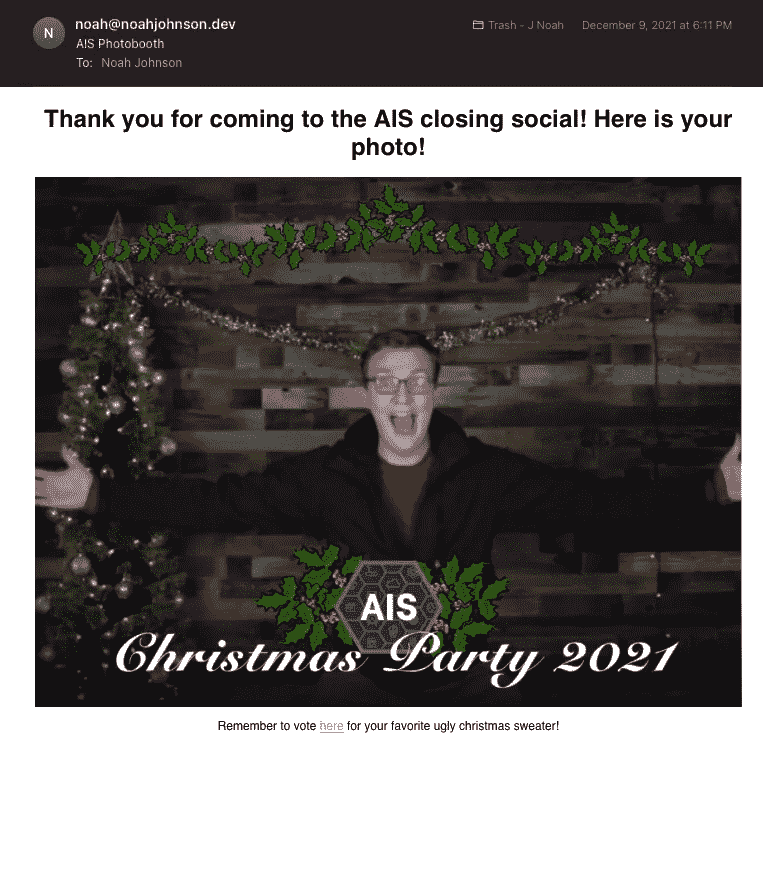 N
noah@noahjohnson.dev
Trash - J Noah
December 9, 2021 at 6:11 PM
AIS Photobooth
To: Noah Johnson
Thank you for coming to the AIS closing social! Here is your
photo!
AIS
Christmas Party 2021
Remember to vote here for your favorite ugly christmas sweater!